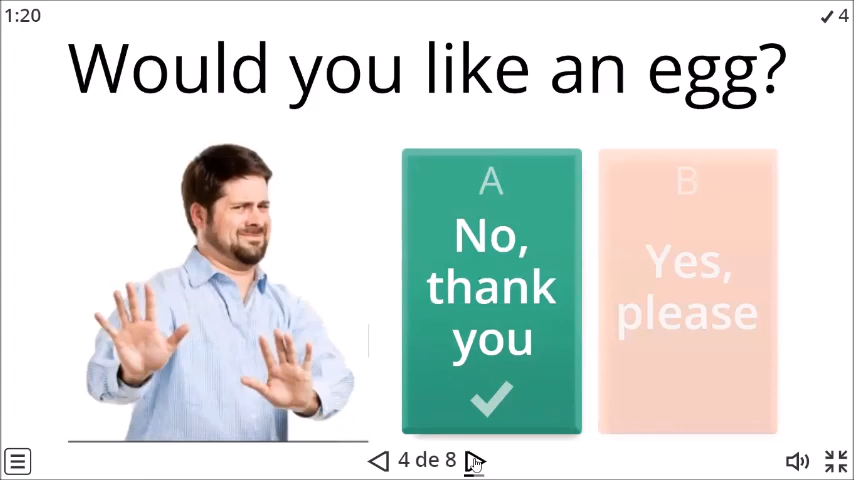 1:20
4
Would you like an egg?
A
No,
thank
you
B
Yes,
please
4 de 8